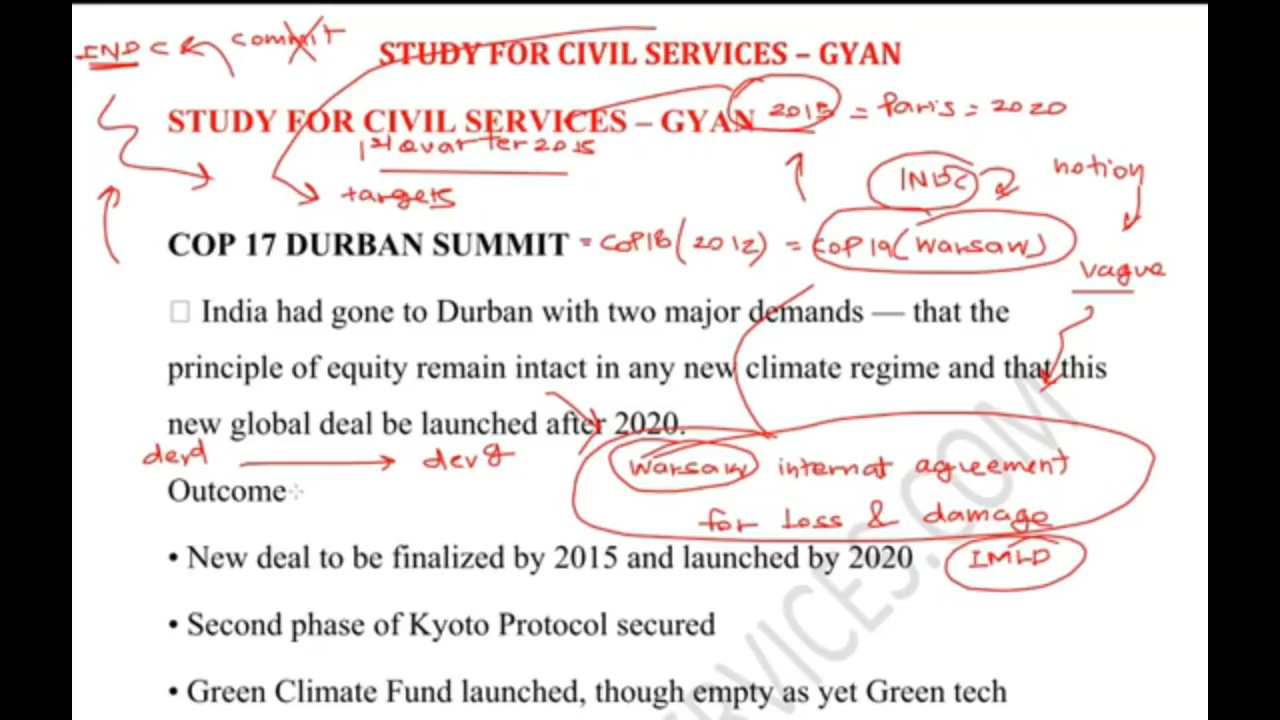 INDC commit
STUDY FOR CIVIL SERVICES – GYAN
STUDY FOR CIVIL SERVICES – GYAN 2015 = Paris = 2020
1st Quarter 2015
INDC notion
targets
COP 17 DURBAN SUMMIT = COP18 (2012) = COP 19 (Warsaw)
vague
India had gone to Durban with two major demands — that the
principle of equity remain intact in any new climate regime and that this
new global deal be launched after 2020.
devd devg
Warsaw internat agreement
Outcome
for Loss & damage
• New deal to be finalized by 2015 and launched by 2020 IMLD
• Second phase of Kyoto Protocol secured
• Green Climate Fund launched, though empty as yet Green tech
SERVICES.COM